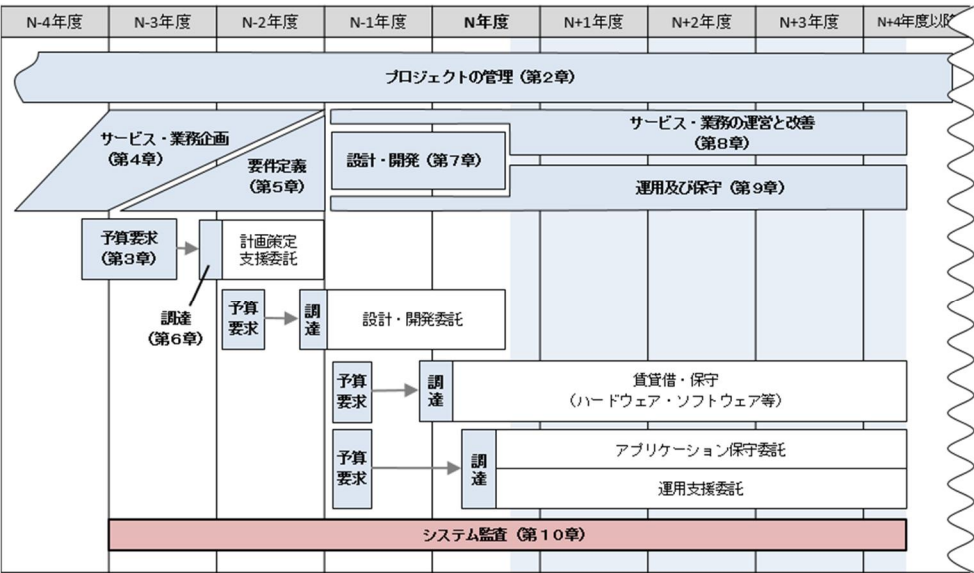 N-4年度
N-3年度
N-2年度
N-1年度
N年度
N+1年度
N+2年度
N+3年度
N+4年度以降
プロジェクトの管理（第2章）
サービス・業務企画
（第4章）
要件定義
（第5章）
設計・開発（第7章）
サービス・業務の運営と改善
（第8章）
運用及び保守（第9章）
予算要求
（第3章）
計画策定
支援委託
調達
（第6章）
予算
要求
調
達
設計・開発委託
予算
要求
調
達
賃貸借・保守
（ハードウェア・ソフトウェア等）
予算
要求
調
達
アプリケーション保守委託
運用支援委託
システム監査（第10章）